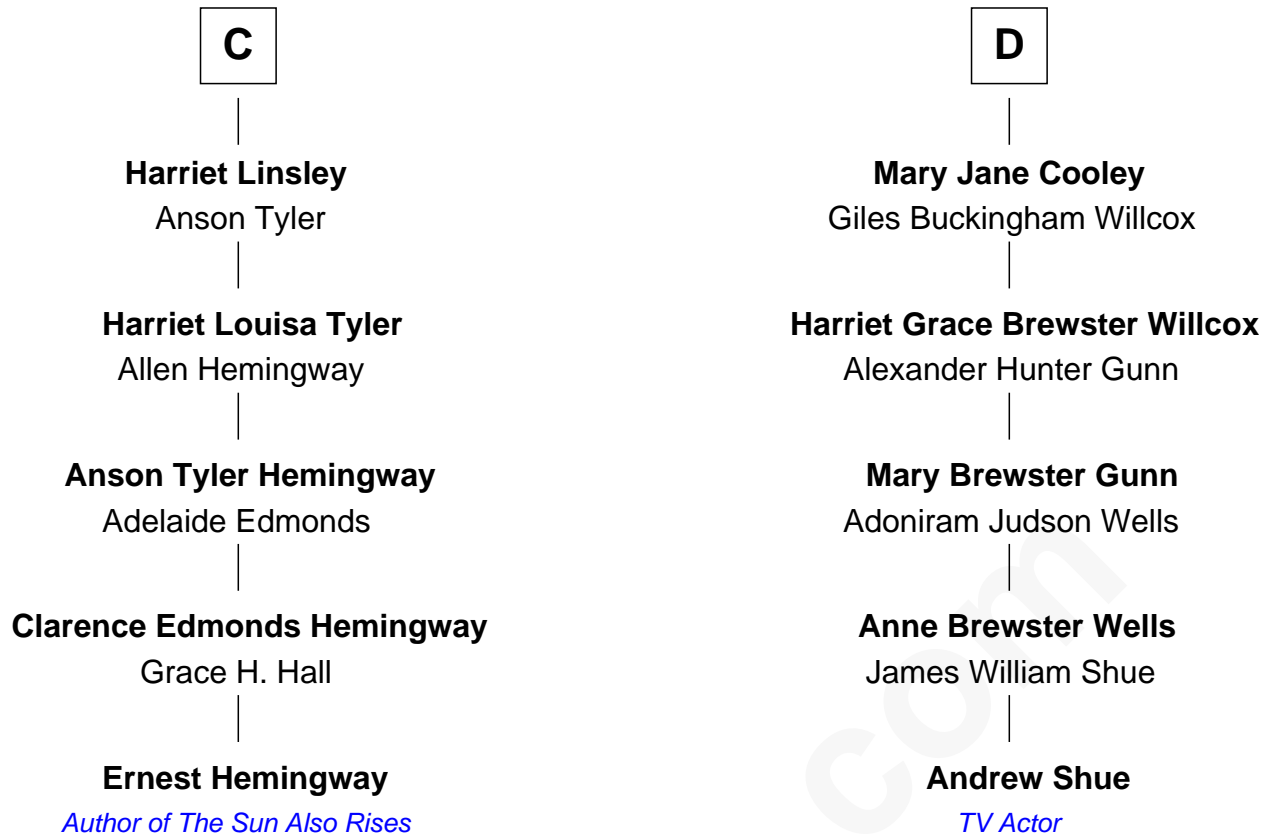 C
Harriet Linsley
Anson Tyler
Harriet Louisa Tyler
Allen Hemingway
Anson Tyler Hemingway
Adelaide Edmonds
Clarence Edmonds Hemingway
Grace H. Hall
Ernest Hemingway
Author of The Sun Also Rises
D
Mary Jane Cooley
Giles Buckingham Willcox
Harriet Grace Brewster Willcox
Alexander Hunter Gunn
Mary Brewster Gunn
Adoniram Judson Wells
Anne Brewster Wells
James William Shue
Andrew Shue
TV Actor
com